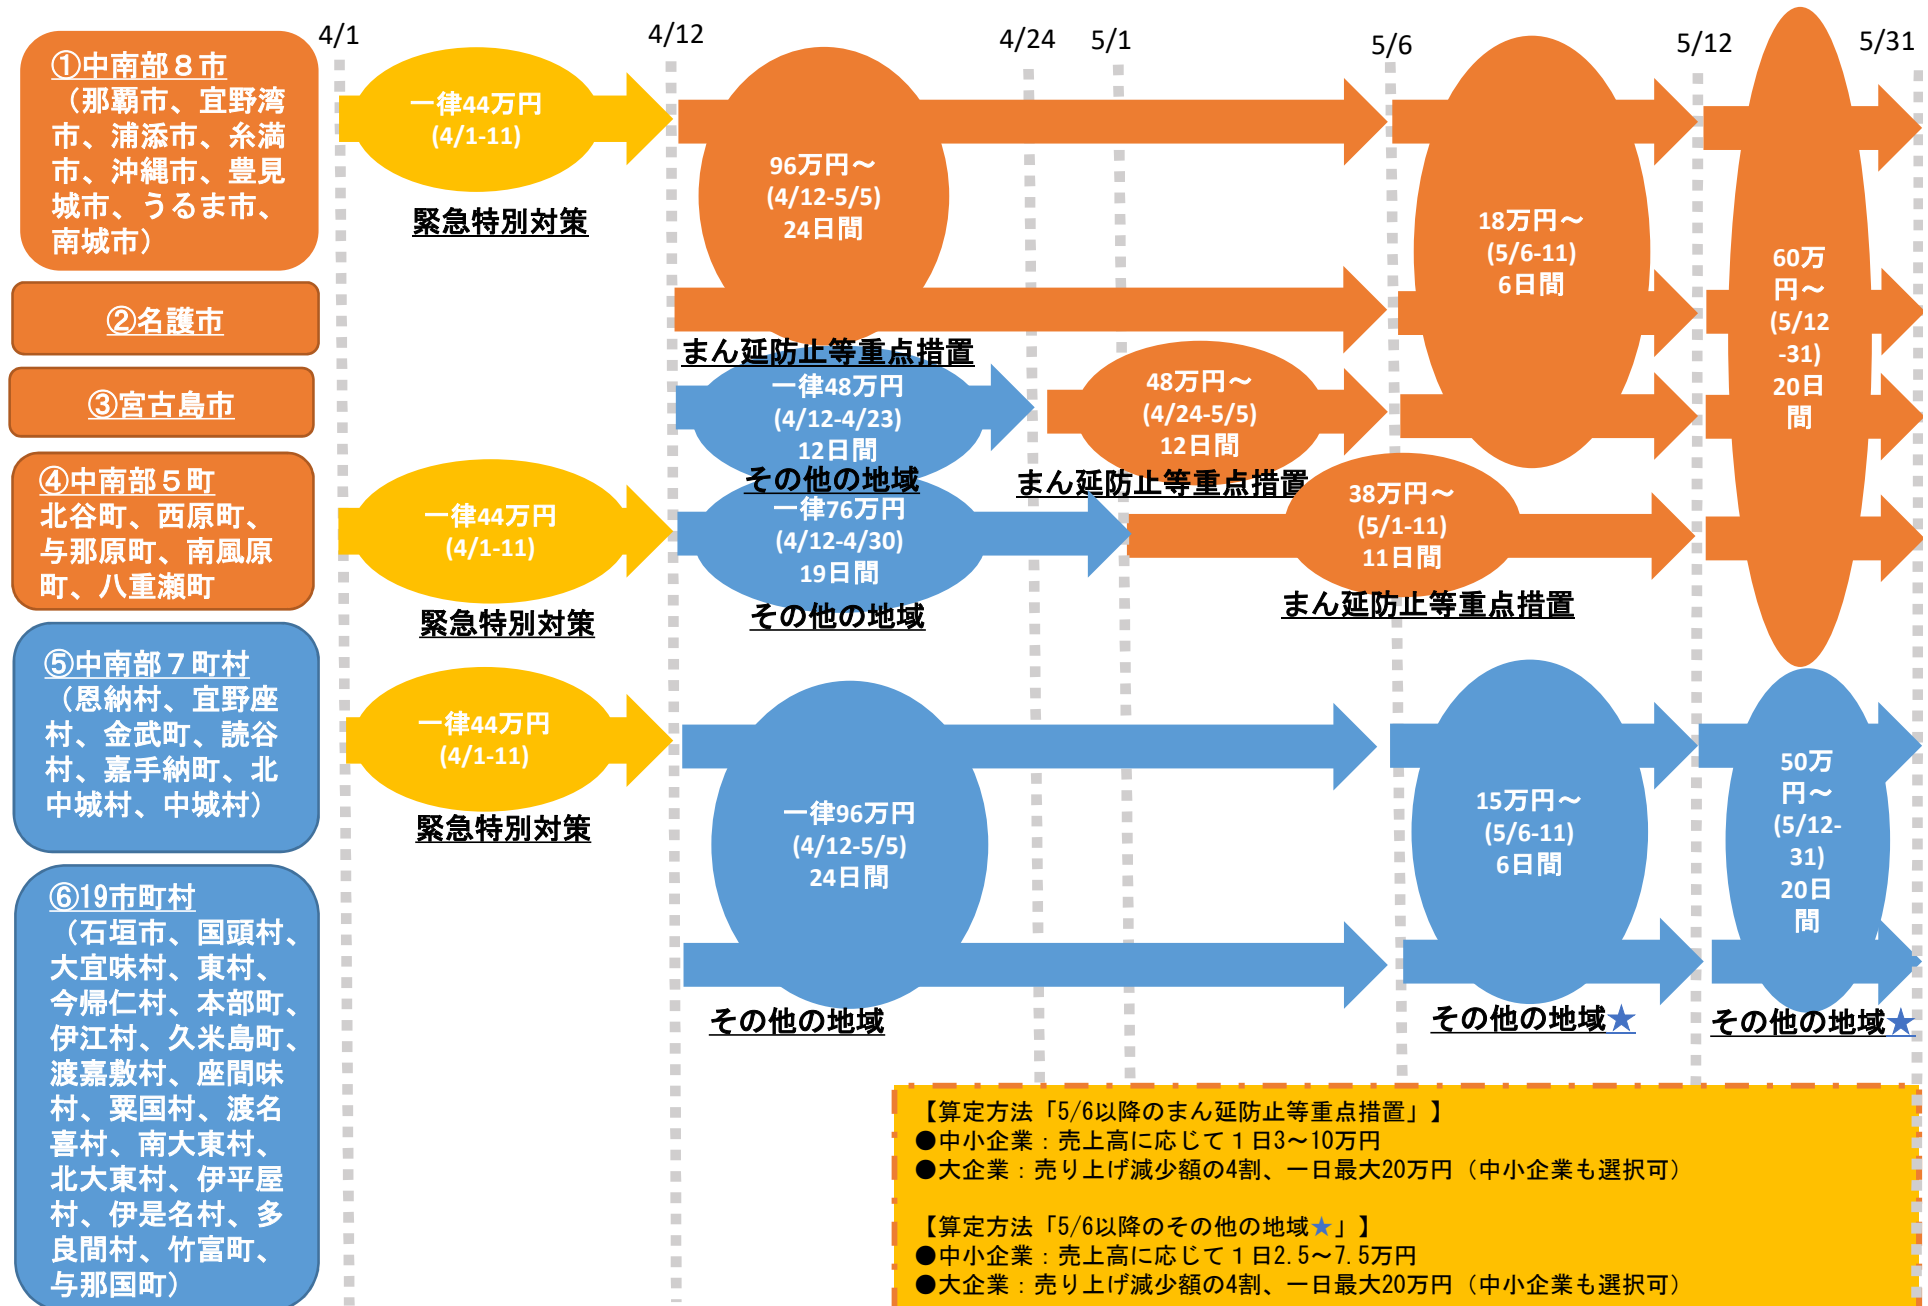 4/1
4/12
4/24
5/1
5/6
5/12
5/31
①中南部８市
（那覇市、宜野湾
市、浦添市、糸満
市、沖縄市、豊見
城市、うるま市、
南城市）
一律44万円
(4/1-11)
緊急特別対策
96万円～
(4/12-5/5)
24日間
18万円～
(5/6-11)
6日間
60万
円～
(5/12
-31)
20日
間
②名護市
まん延防止等重点措置
③宮古島市
一律48万円
(4/12-4/23)
12日間
その他の地域
48万円～
(4/24-5/5)
12日間
まん延防止等重点措置
④中南部５町
北谷町、西原町、
与那原町、南風原
町、八重瀬町
一律44万円
(4/1-11)
緊急特別対策
一律76万円
(4/12-4/30)
19日間
その他の地域
38万円～
(5/1-11)
11日間
まん延防止等重点措置
⑤中南部７町村
（恩納村、宜野座
村、金武町、読谷
村、嘉手納町、北
中城村、中城村）
一律44万円
(4/1-11)
緊急特別対策
一律96万円
(4/12-5/5)
24日間
15万円～
(5/6-11)
6日間
50万
円～
(5/12-
31)
20日
間
⑥19市町村
（石垣市、国頭村、
大宜味村、東村、
今帰仁村、本部町、
伊江村、久米島町、
渡嘉敷村、座間味
村、粟国村、渡名
喜村、南大東村、
北大東村、伊平屋
村、伊是名村、多
良間村、竹富町、
与那国町）
その他の地域
その他の地域★
その他の地域★
【算定方法「5/6以降のまん延防止等重点措置」】
●中小企業：売上高に応じて１日3～10万円
●大企業：売り上げ減少額の4割、一日最大20万円（中小企業も選択可）
【算定方法「5/6以降のその他の地域★」】
●中小企業：売上高に応じて１日2.5～7.5万円
●大企業：売り上げ減少額の4割、一日最大20万円（中小企業も選択可）